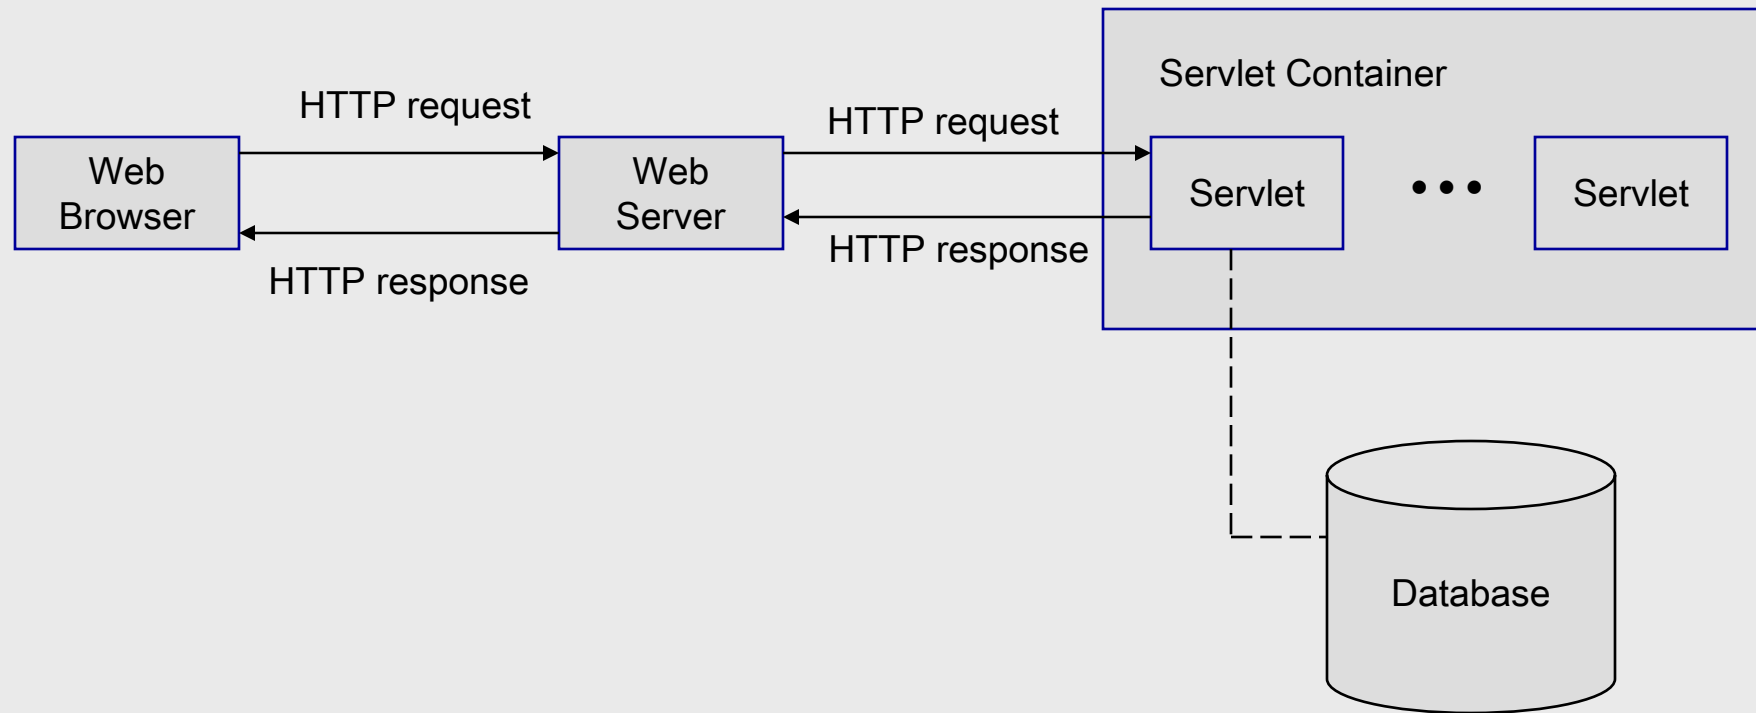 Servlet Container
HTTP request
HTTP request
Web
Browser
Web
Server
Servlet
•••
Servlet
HTTP response
HTTP response
Database